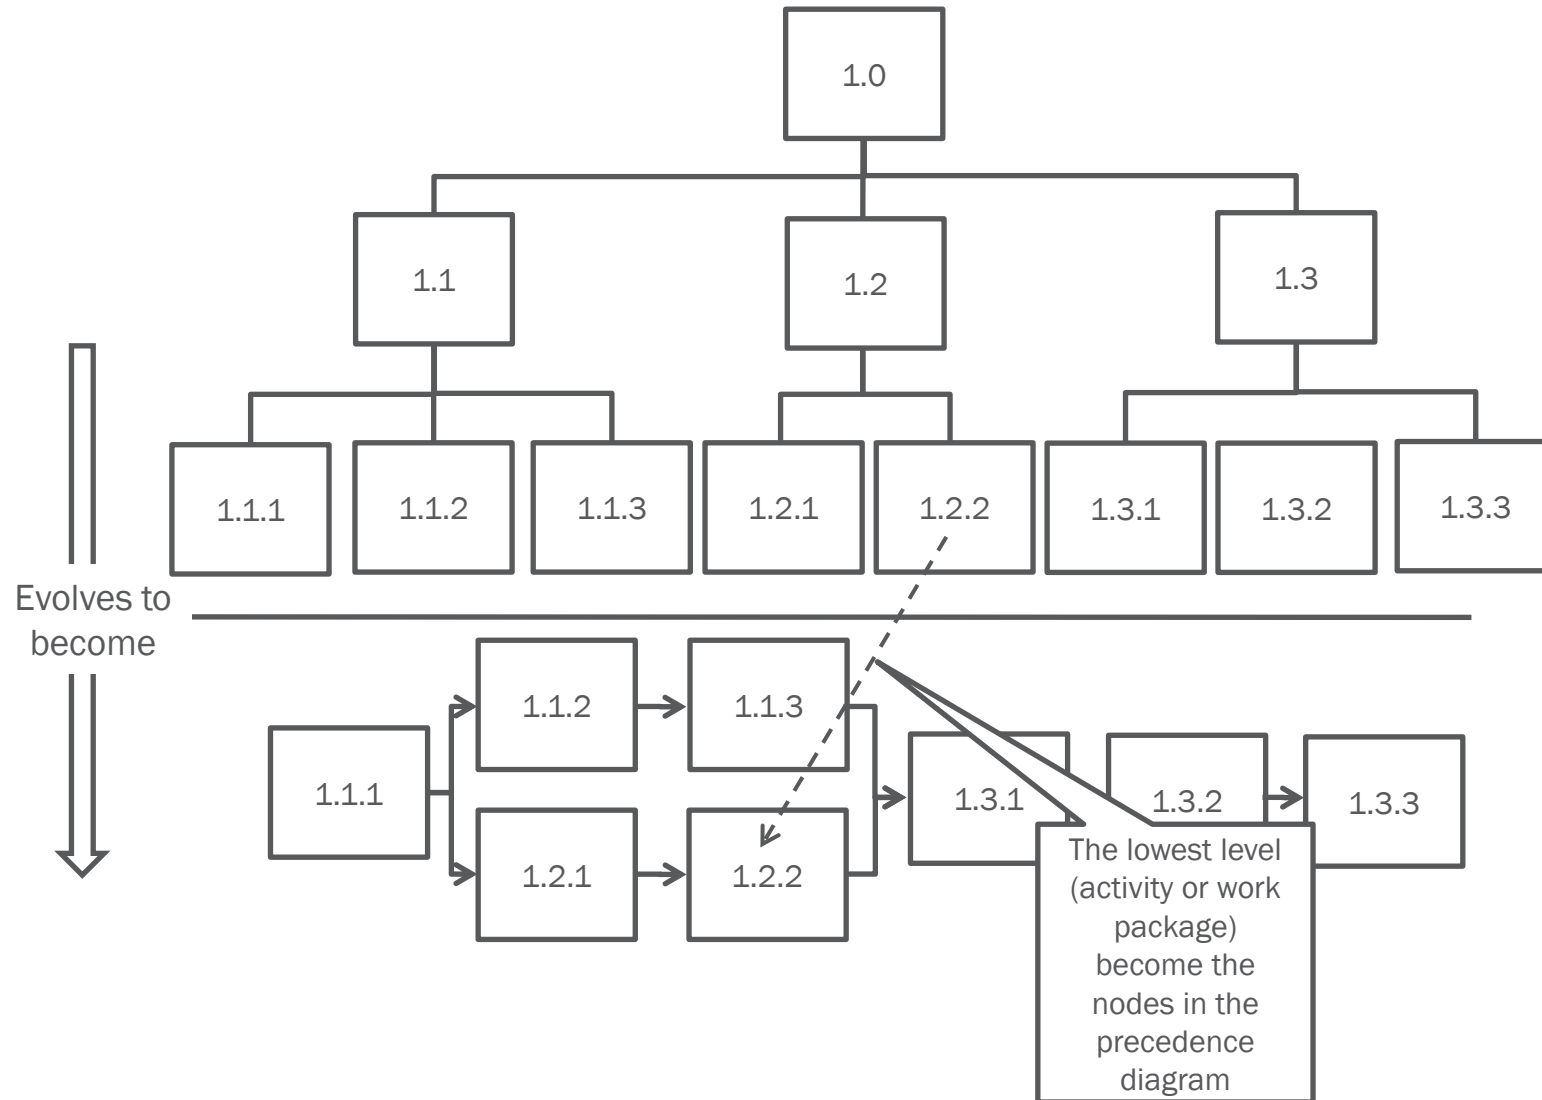 1.0
1.1
1.2
1.3
1.1.1
1.1.2
1.1.3
1.2.1
1.2.2
1.3.1
1.3.2
1.3.3
Evolves to
become
1.1.1
1.1.2
1.1.3
1.2.1
1.2.2
1.3.1
1.3.2
1.3.3
The lowest level
(activity or work
package)
become the
nodes in the
precedence
diagram